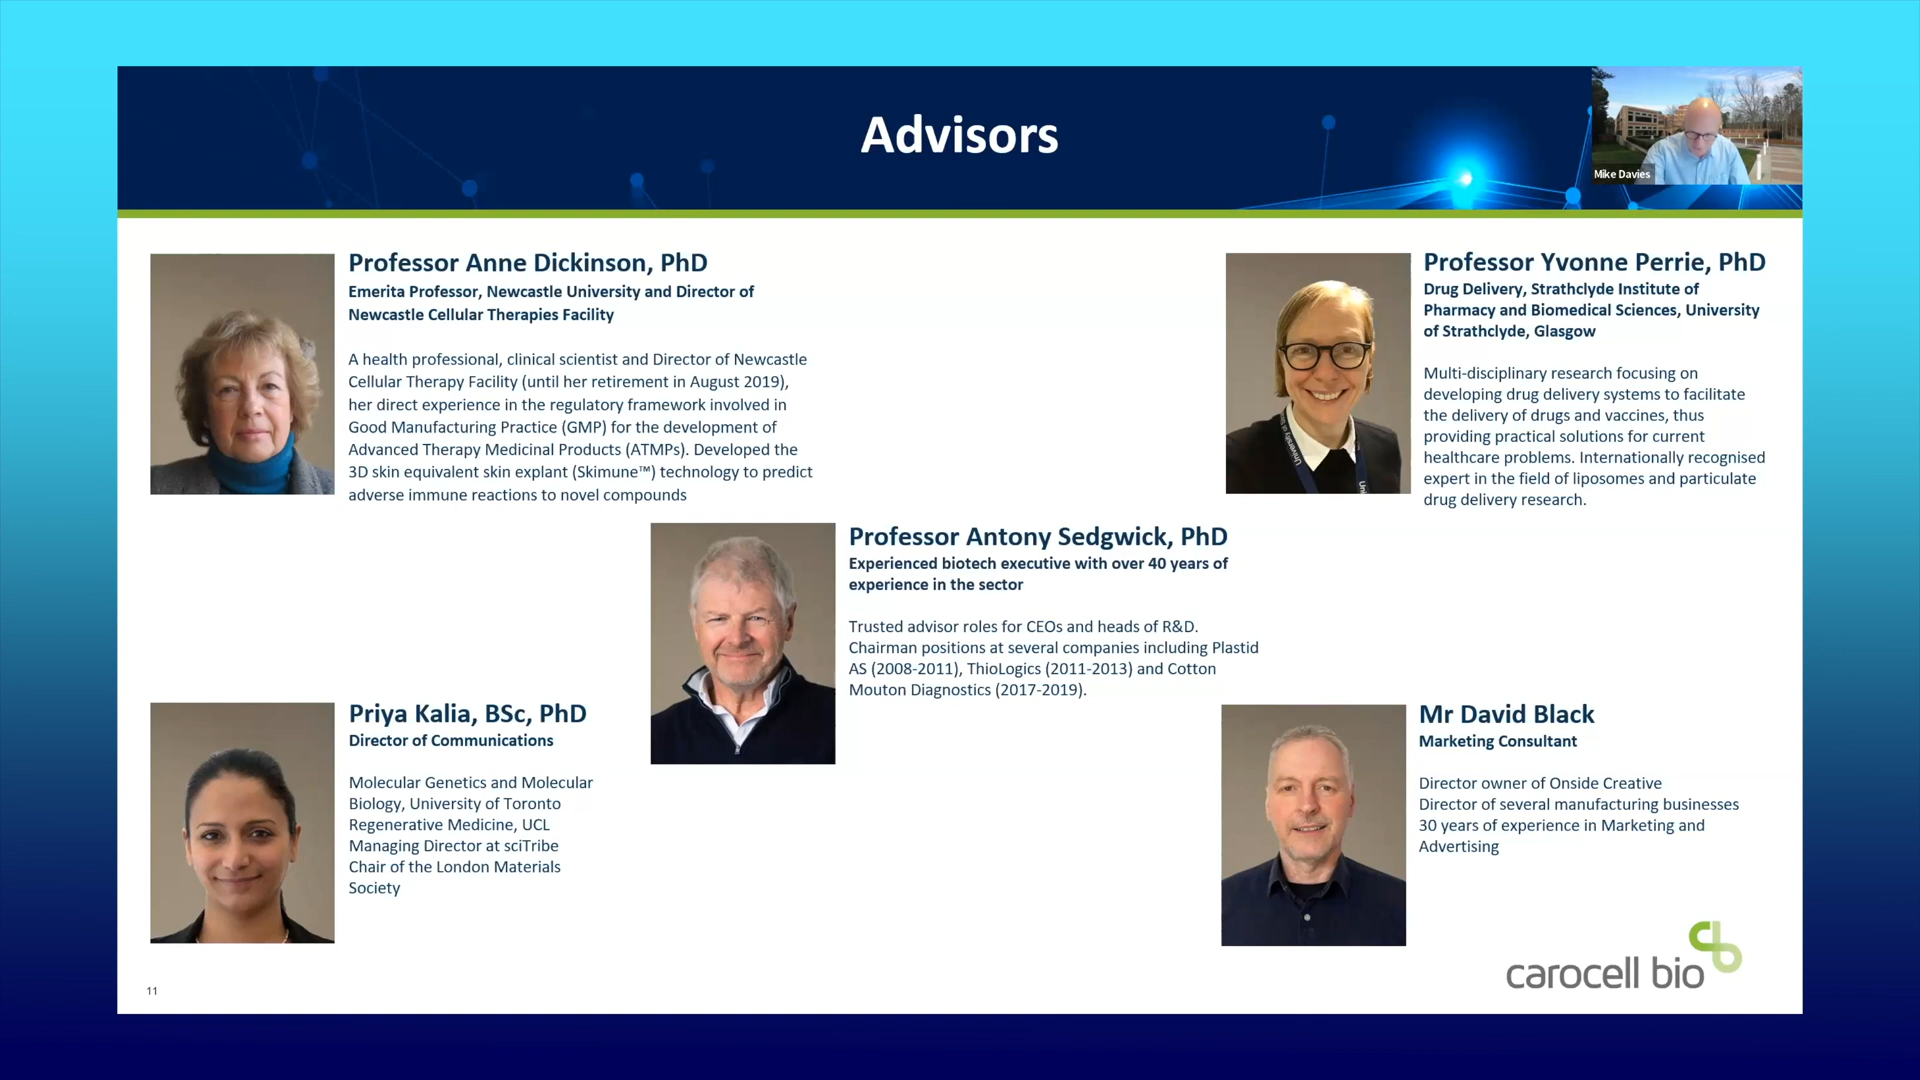 Advisors
Mike Davies
Professor Anne Dickinson, PhD
Emerita Professor, Newcastle University and Director of
Newcastle Cellular Therapies Facility
A health professional, clinical scientist and Director of Newcastle
Cellular Therapy Facility (until her retirement in August 2019),
her direct experience in the regulatory framework involved in
Good Manufacturing Practice (GMP) for the development of
Advanced Therapy Medicinal Products (ATMPs). Developed the
3D skin equivalent skin explant (Skimune™) technology to predict
adverse immune reactions to novel compounds
Professor Yvonne Perrie, PhD
Drug Delivery, Strathclyde Institute of
Pharmacy and Biomedical Sciences, University
of Strathclyde, Glasgow
Multi-disciplinary research focusing on
developing drug delivery systems to facilitate
the delivery of drugs and vaccines, thus
providing practical solutions for current
healthcare problems. Internationally recognised
expert in the field of liposomes and particulate
drug delivery research.
Professor Antony Sedgwick, PhD
Experienced biotech executive with over 40 years of
experience in the sector
Trusted advisor roles for CEOs and heads of R&D.
Chairman positions at several companies including Plastid
AS (2008-2011), ThioLogics (2011-2013) and Cotton
Mouton Diagnostics (2017-2019).
Priya Kalia, BSc, PhD
Director of Communications
Molecular Genetics and Molecular
Biology, University of Toronto
Regenerative Medicine, UCL
Managing Director at sciTribe
Chair of the London Materials
Society
Mr David Black
Marketing Consultant
Director owner of Onside Creative
Director of several manufacturing businesses
30 years of experience in Marketing and
Advertising
carocell bio
11